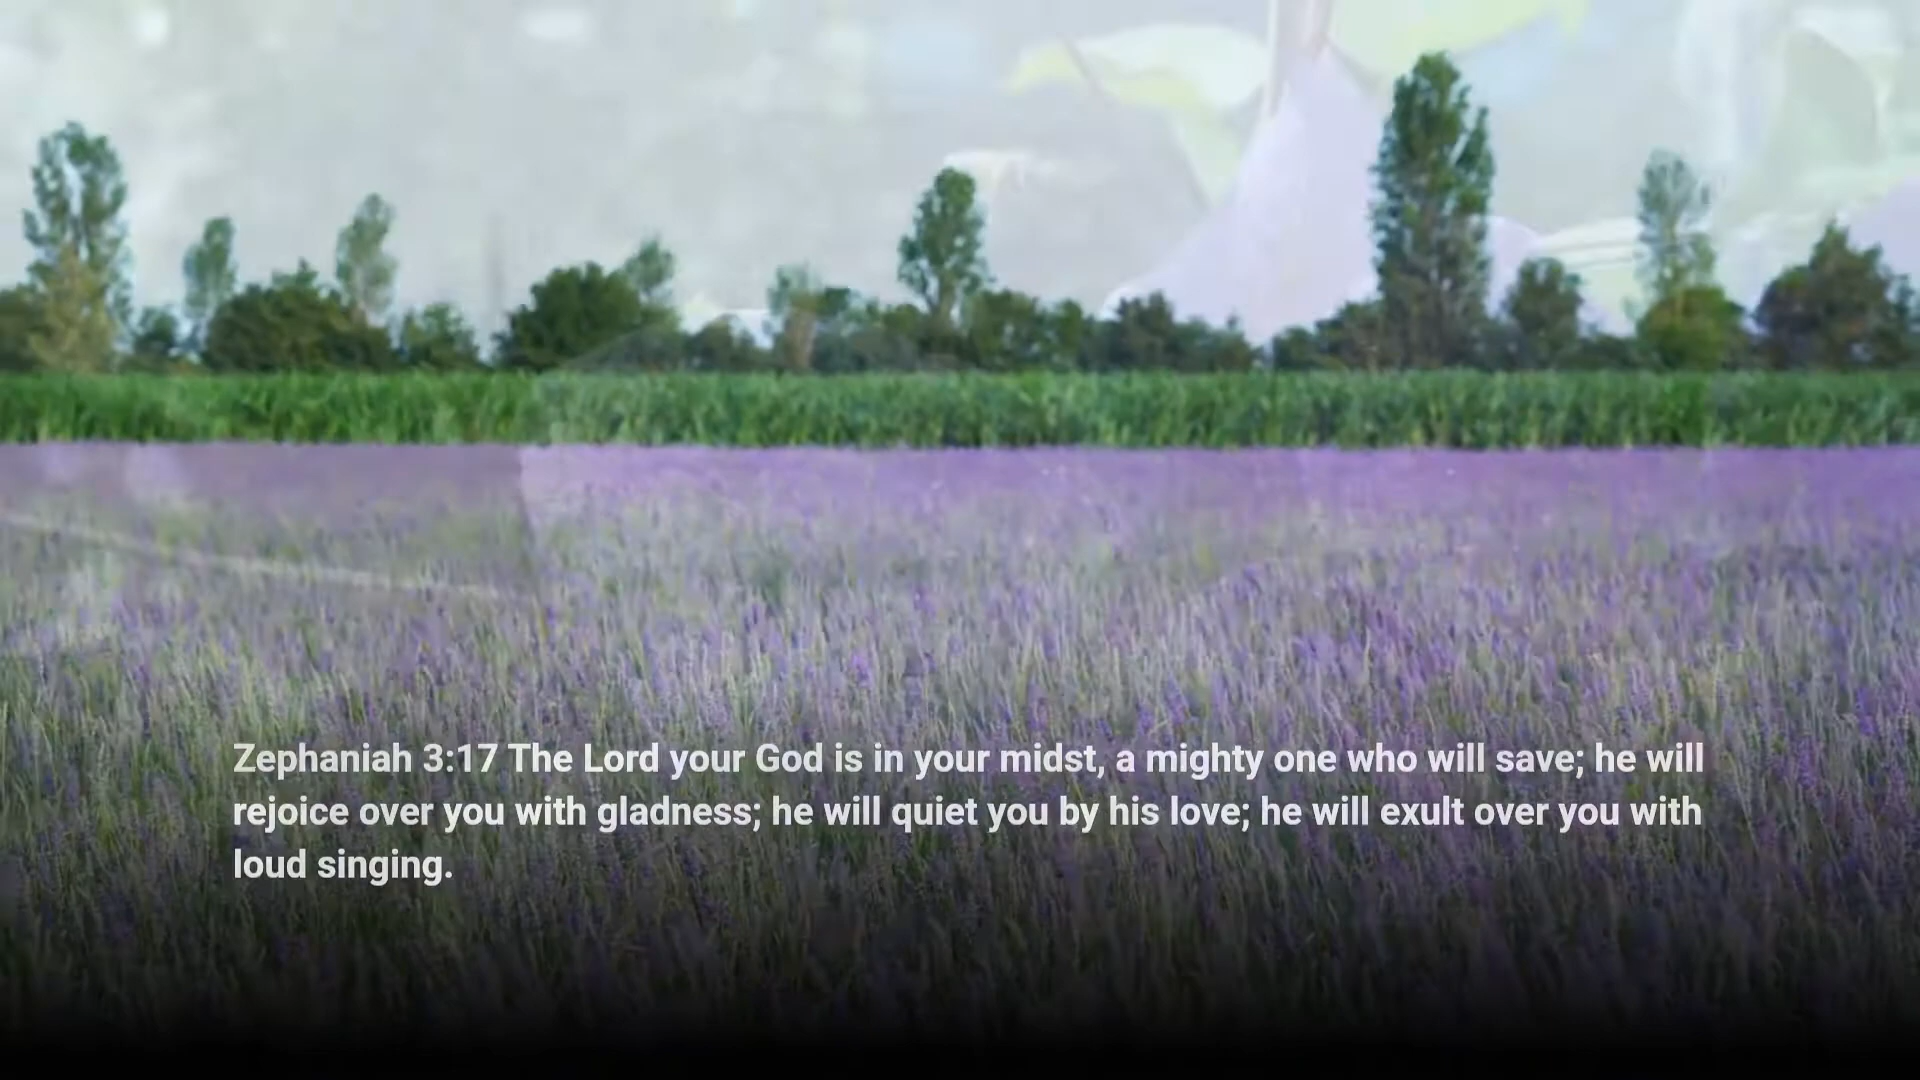 Zephaniah 3:17 The Lord your God is in your midst, a mighty one who will save; he will
rejoice over you with gladness; he will quiet you by his love; he will exult over you with
loud singing.